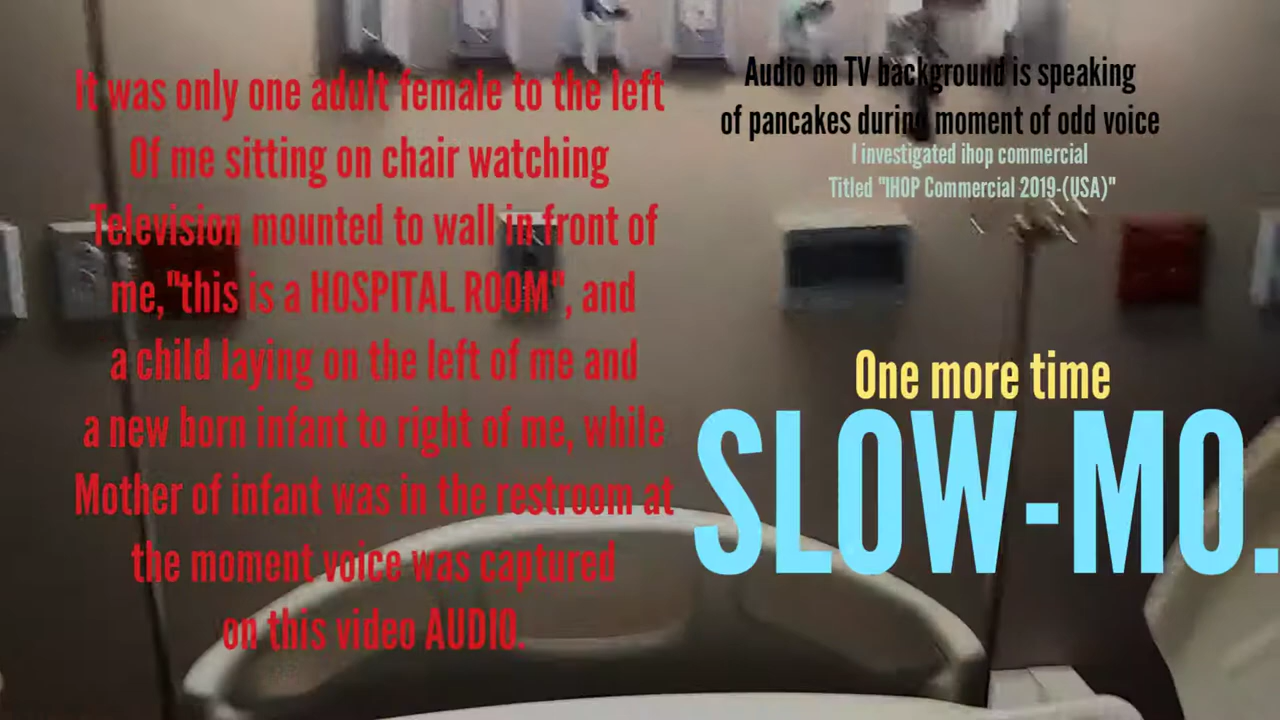 It was only one adult female to the left
Of me sitting on chair watching
Television mounted to wall in front of
me,"this is a HOSPITAL ROOM", and
a child laying on the left of me and
a new born infant to right of me, while
Mother of infant was in the restroom at
the moment voice was captured
on this video AUDIO.
Audio on TV background is speaking
of pancakes during moment of odd voice
I investigated ihop commercial
Titled "IHOP Commercial 2019-(USA)"
One more time
SLOW-MO.